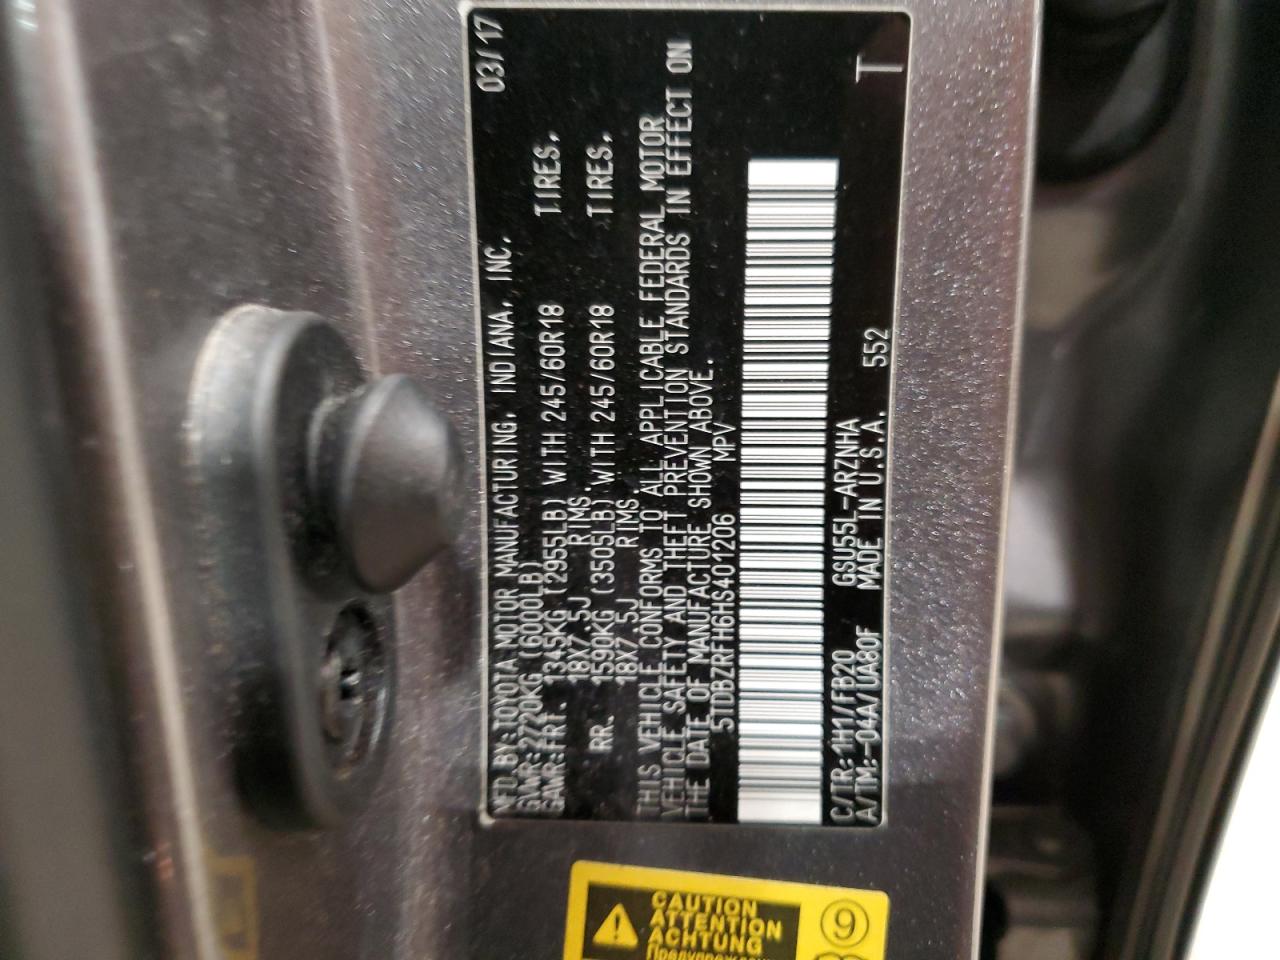 MFD BY:TOYOTA MOTOR MANUFACTURING, INDIANA, INC. 03/17
GVWR:2720KG (6000LB)
GAWR:FRT. 1345KG (2955LB) WITH 245/60R18 TIRES,
18X7.5J RIMS,
RR. 1590KG (3505LB) WITH 245/60R18 TIRES,
18X7.5J RIMS.
THIS VEHICLE CONFORMS TO ALL APPLICABLE FEDERAL MOTOR
VEHICLE SAFETY AND THEFT PREVENTION STANDARDS IN EFFECT ON
THE DATE OF MANUFACTURE SHOWN ABOVE.
5TDBZRFH6HS401206 MPV
C/TR:1H1/FB20 GSU55L-ARZNHA
A/TM:-04A/UA80F MADE IN U.S.A. 552
T
CAUTION
ATTENTION
ACHTUNG
9